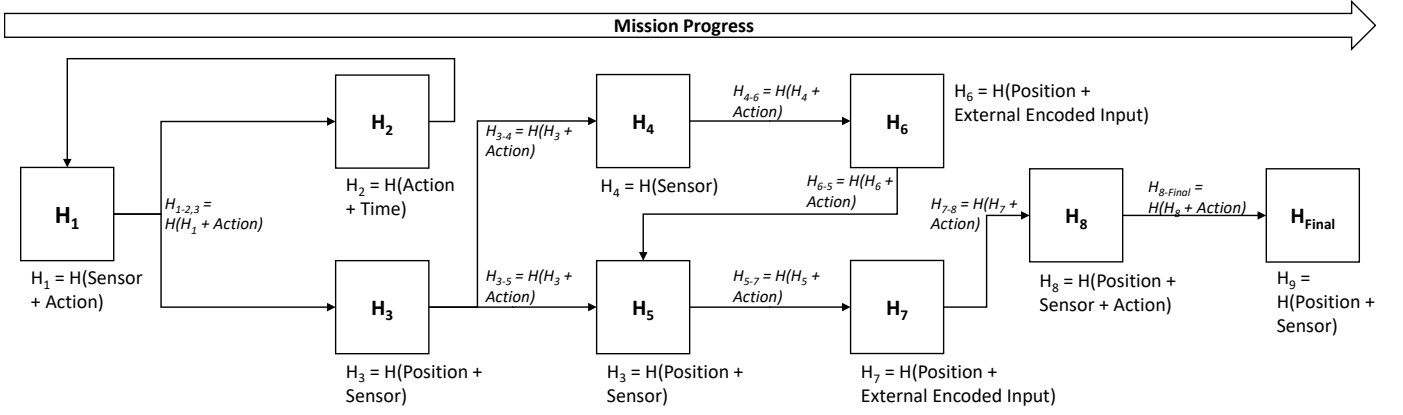 Mission Progress
H1
H1 = H(Sensor
+ Action)
H1-2,3 =
H(H1 + Action)
H2
H2 = H(Action
+ Time)
H3
H3 = H(Position +
Sensor)
H3-4 = H(H3 +
Action)
H3-5 = H(H3 +
Action)
H4
H4 = H(Sensor)
H4-6 = H(H4 +
Action)
H6
H6 = H(Position +
External Encoded Input)
H6-5 = H(H6 +
Action)
H5
H3 = H(Position +
Sensor)
H5-7 = H(H5 +
Action)
H7
H7 = H(Position +
External Encoded Input)
H7-8 = H(H7 +
Action)
H8
H8 = H(Position +
Sensor + Action)
H8-Final =
H(H8 + Action)
HFinal
H9 =
H(Position +
Sensor)